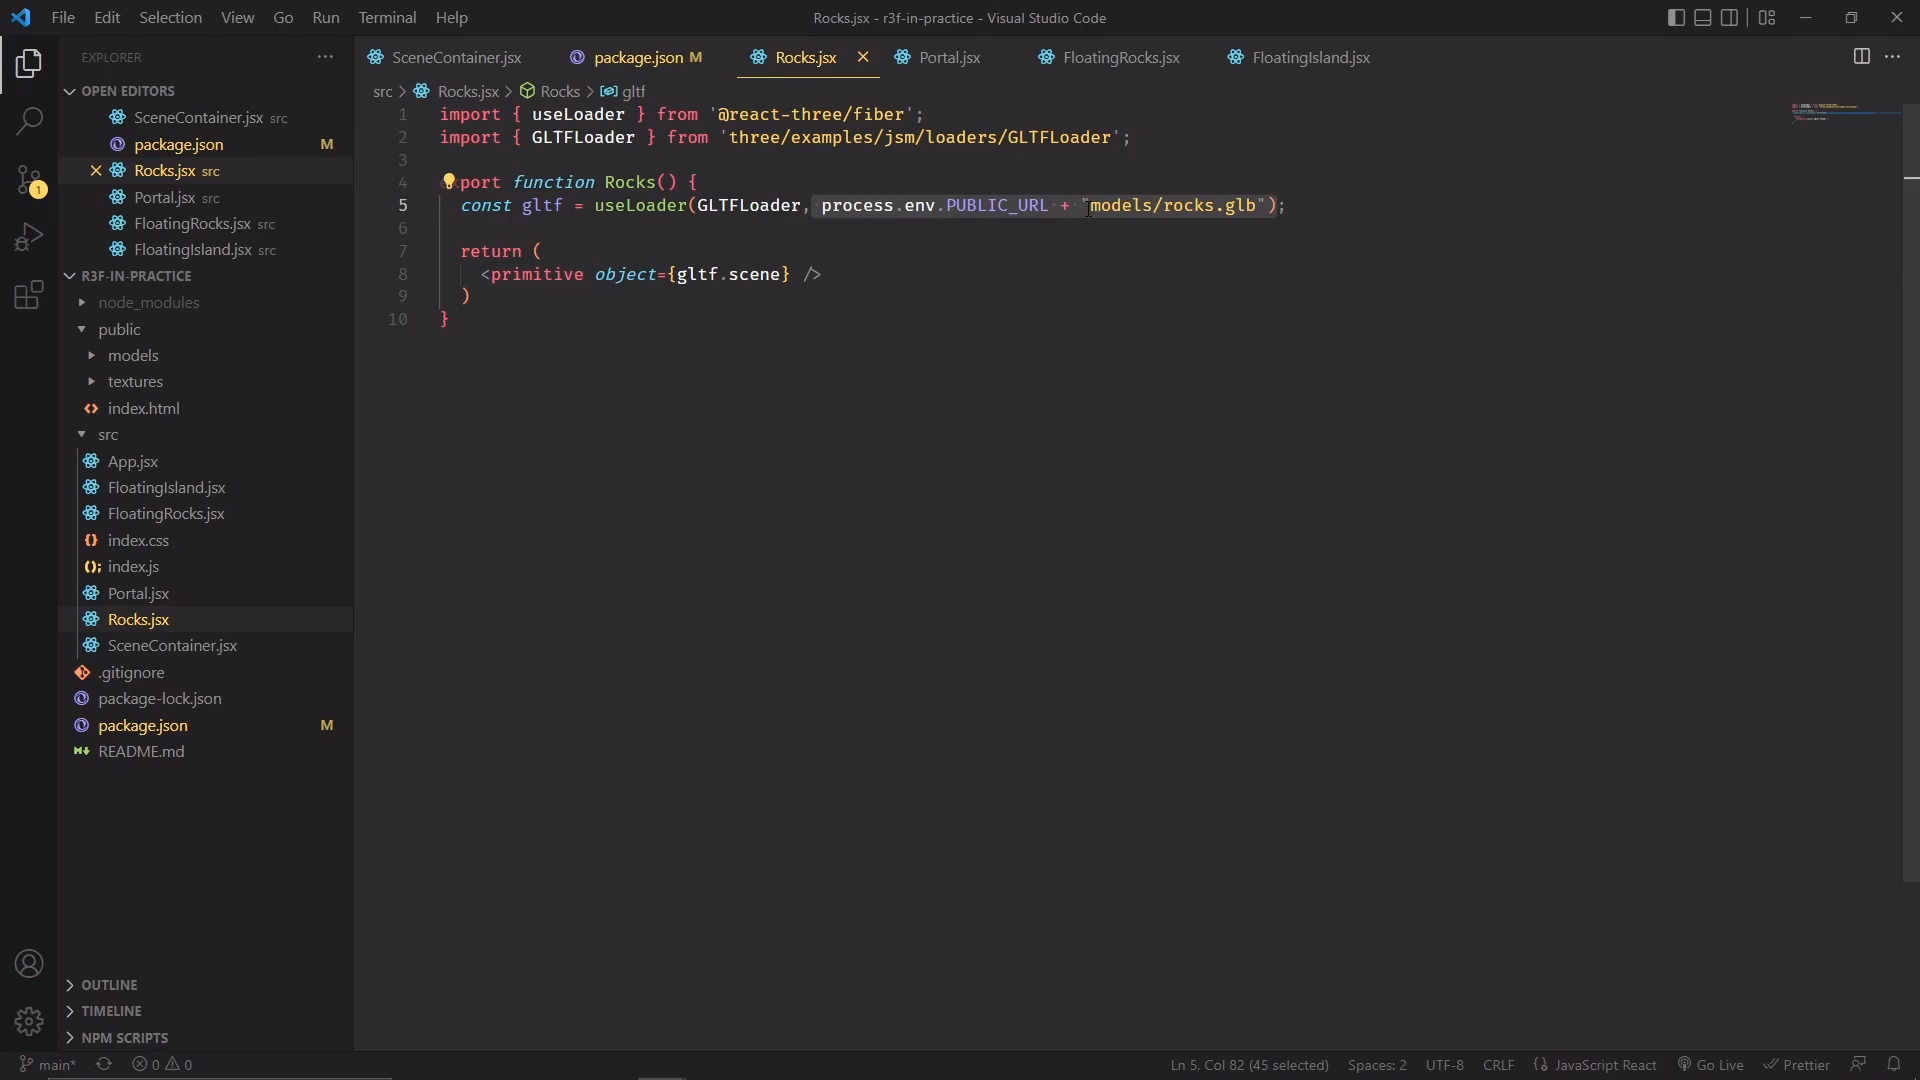 File Edit Selection View Go Run Terminal Help
Rocks.jsx - r3f-in-practice - Visual Studio Code
EXPLORER
OPEN EDITORS
SceneContainer.jsx src
package.json M
Rocks.jsx src
Portal.jsx src
FloatingRocks.jsx src
FloatingIsland.jsx src
R3F-IN-PRACTICE
node_modules
public
models
textures
index.html
src
App.jsx
FloatingIsland.jsx
FloatingRocks.jsx
index.css
index.js
Portal.jsx
Rocks.jsx
SceneContainer.jsx
.gitignore
package-lock.json
package.json M
README.md
OUTLINE
TIMELINE
NPM SCRIPTS
1
SceneContainer.jsx package.json M Rocks.jsx Portal.jsx FloatingRocks.jsx FloatingIsland.jsx
src > Rocks.jsx > Rocks > gltf
1 import { useLoader } from '@react-three/fiber';
2 import { GLTFLoader } from 'three/examples/jsm/loaders/GLTFLoader';
3
4 port function Rocks() {
5 const gltf = useLoader(GLTFLoader, process.env.PUBLIC_URL + "models/rocks.glb");
6
7 return (
8 <primitive object={gltf.scene} />
9 )
10 }
main* 0 0 Ln 5, Col 82 (45 selected) Spaces: 2 UTF-8 CRLF JavaScript React Go Live Prettier